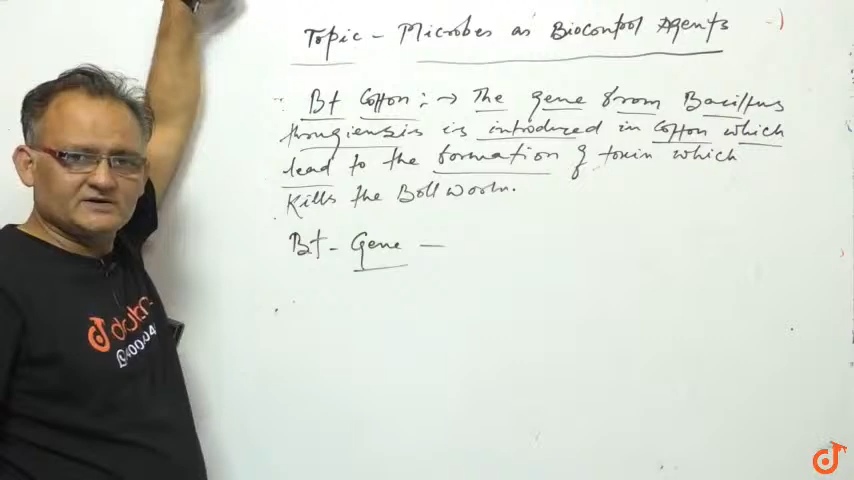 Topic - Microbes as Biocontrol Agents -)
Bt Cotton :→ The gene from Bacillus
thrugiensis is introduced in Cotton which
lead to the formation of toxin which
Kills the Boll worm.
Bt - Gene —